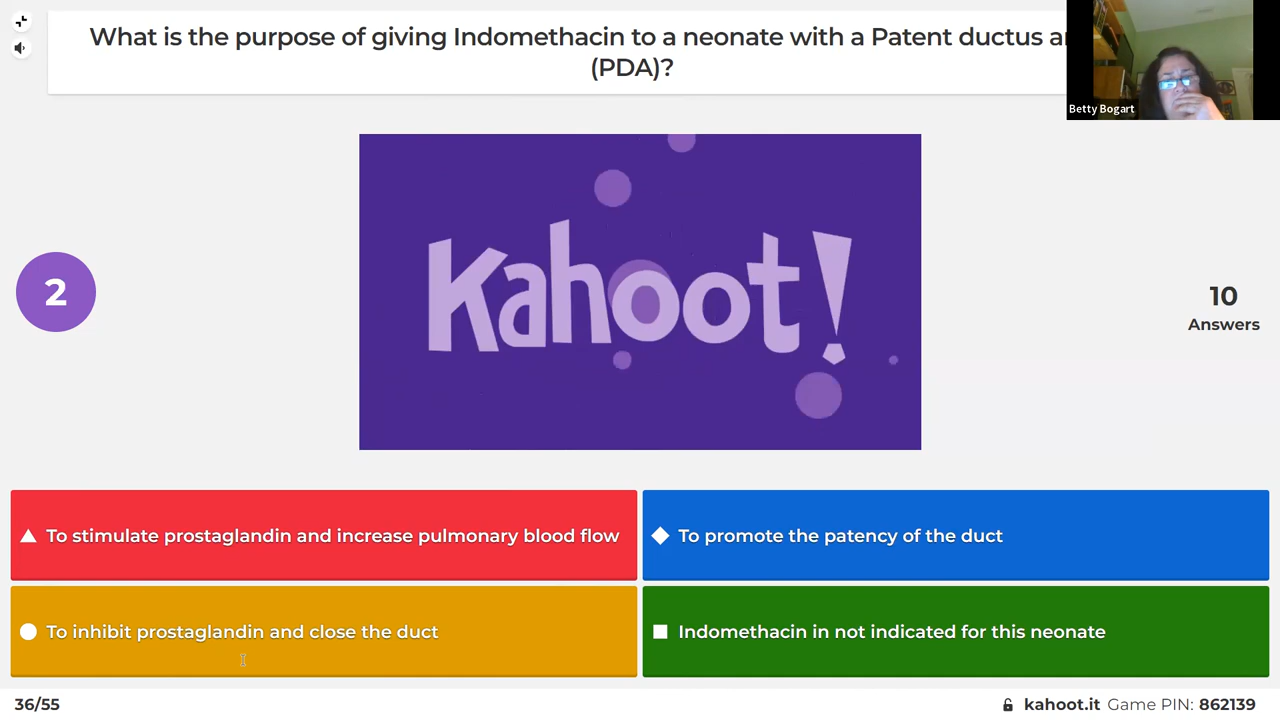 What is the purpose of giving Indomethacin to a neonate with a Patent ductus
(PDA)?
Betty Bogart
Kahoot!
2
10
Answers
To stimulate prostaglandin and increase pulmonary blood flow
To promote the patency of the duct
To inhibit prostaglandin and close the duct
Indomethacin in not indicated for this neonate
36/55
kahoot.it Game PIN: 862139